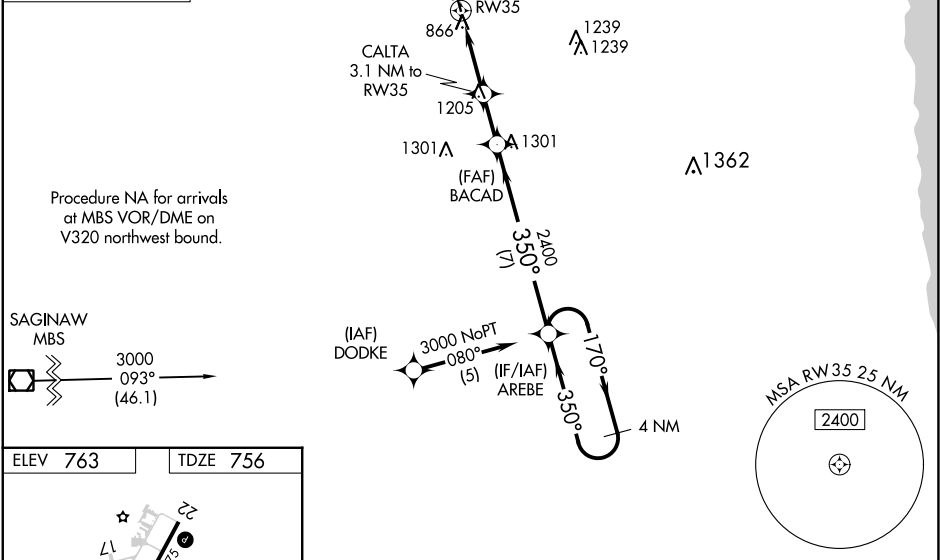 RW35
866
1239
1239
CALTA
3.1 NM to
RW35
1205
1301
1301
(FAF)
BACAD
1362
Procedure NA for arrivals
at MBS VOR/DME on
V320 northwest bound.
2400
350°
(7)
SAGINAW
MBS
3000
093°
(46.1)
(IAF)
DODKE
3000 NoPT
080°
(5)
(IF/IAF)
AREBE
170°
350°
4 NM
MSA RW35 25 NM
2400
ELEV 763
TDZE 756
22
17
75
P